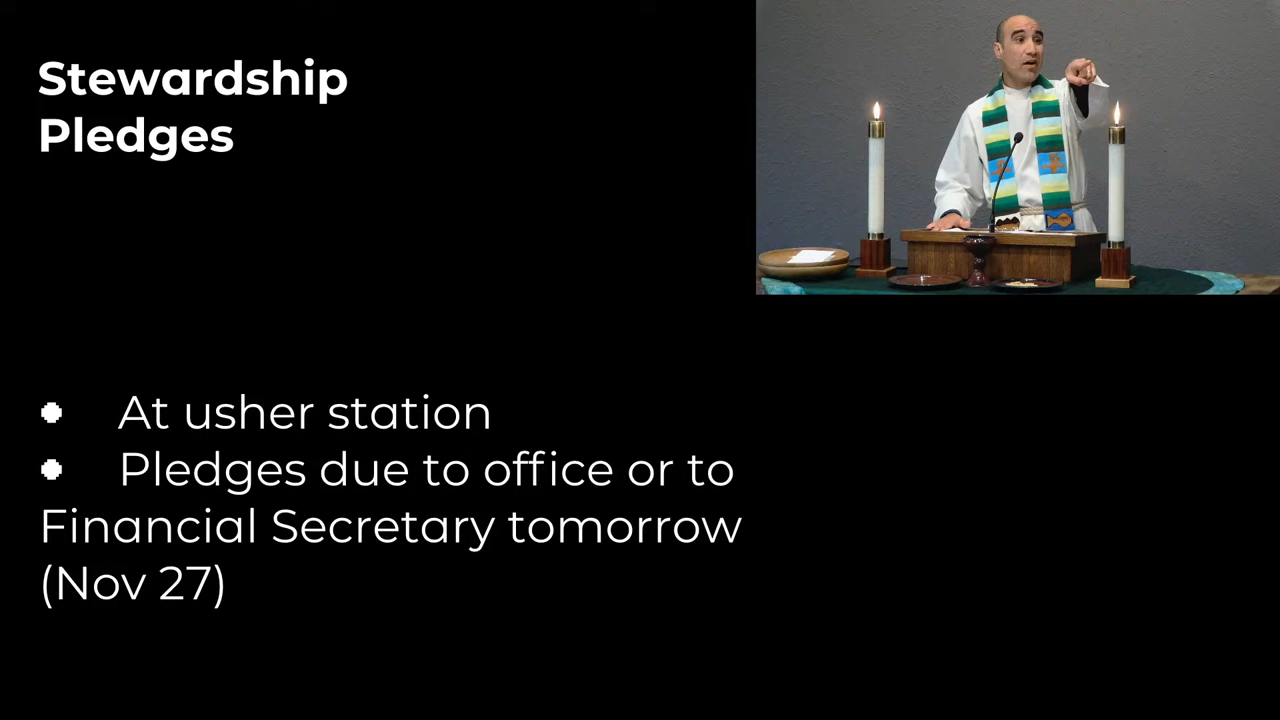 Stewardship
Pledges
• At usher station
• Pledges due to office or to
Financial Secretary tomorrow
(Nov 27)